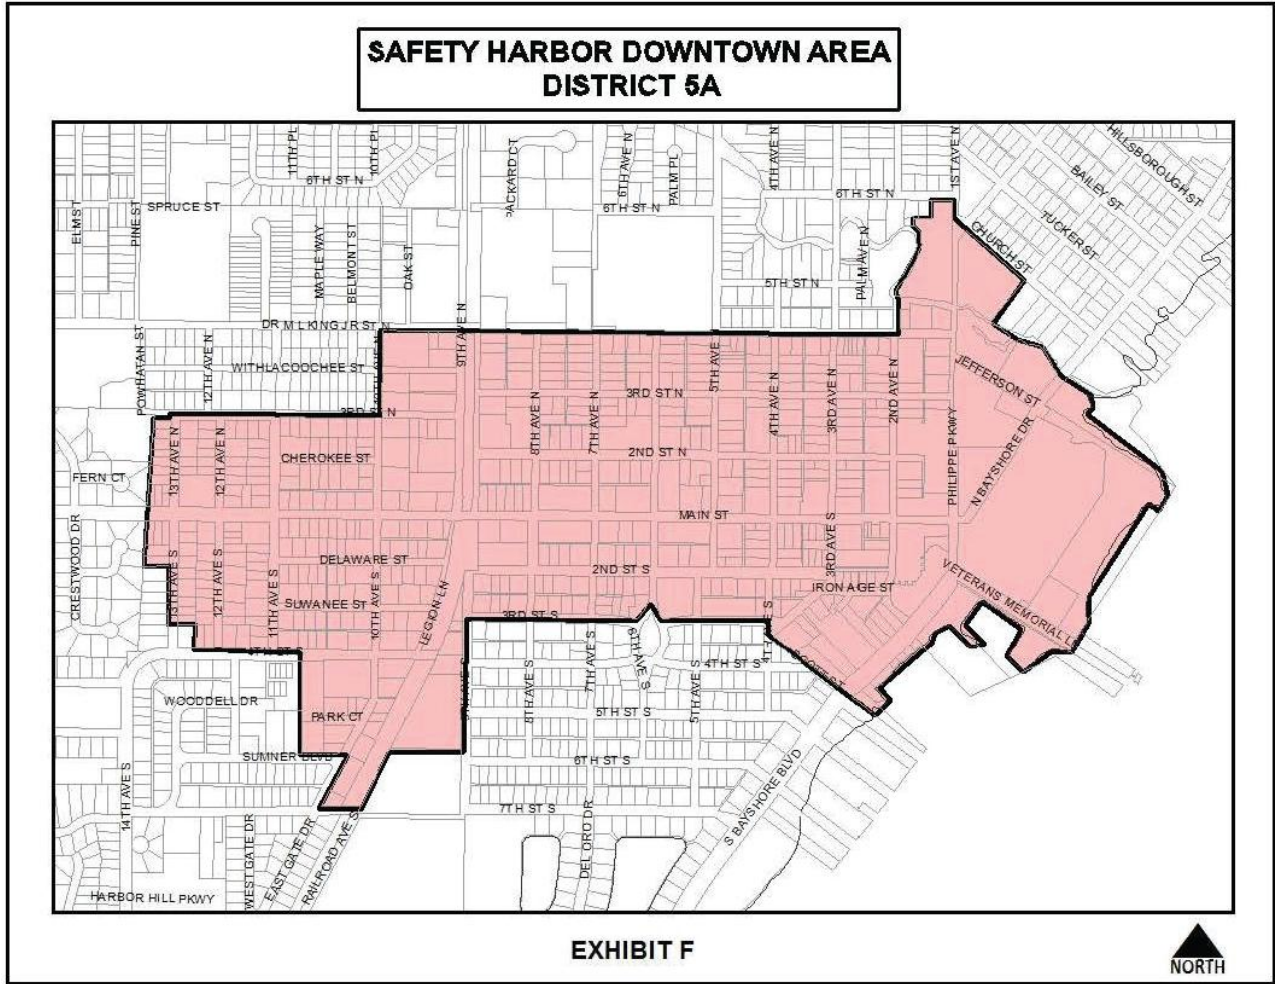 SAFETY HARBOR DOWNTOWN AREA
DISTRICT 5A
11TH PL
10TH PL
PACKARD CT
6TH AVE N
PALM PL
4TH AVE N
1ST AVE N
HILLSBOROUGH ST
BAILEY ST
TUCKER ST
CHURCH ST
6TH ST N
6TH ST N
6TH ST N
ELM ST
PINE ST
SPRUCE ST
MAPLE WAY
BELMONT ST
OAK ST
PALM AVE N
5TH ST N
DR M L KING JR ST N
9TH AVE N
POWHATAN ST
12TH AVE N
WITHLACOOCHEE ST
10TH AVE N
3RD ST N
5TH AVE
4TH AVE N
3RD AVE N
2ND AVE N
JEFFERSON ST
3RD ST N
8TH AVE N
7TH AVE N
PHILIPPE PKWY
N BAYSHORE DR
13TH AVE N
12TH AVE N
CHEROKEE ST
2ND ST N
FERN CT
MAIN ST
CRESTWOOD DR
DELAWARE ST
3RD AVE S
2ND ST S
IRON AGE ST
VETERANS MEMORIAL L
13TH AVE S
12TH AVE S
11TH AVE S
SUWANEE ST
10TH AVE S
LEGION LN
3RD ST S
4TH ST S
8TH AVE S
7TH AVE S
6TH AVE S
5TH AVE S
4TH ST S
WOODDELL DR
PARK CT
5TH ST S
SUMNER BLVD
6TH ST S
S BAYSHORE BLVD
14TH AVE S
7TH ST S
WEST GATE DR
EAST GATE DR
RAILROAD AVE S
DEL ORO DR
HARBOR HILL PKWY
EXHIBIT F
NORTH